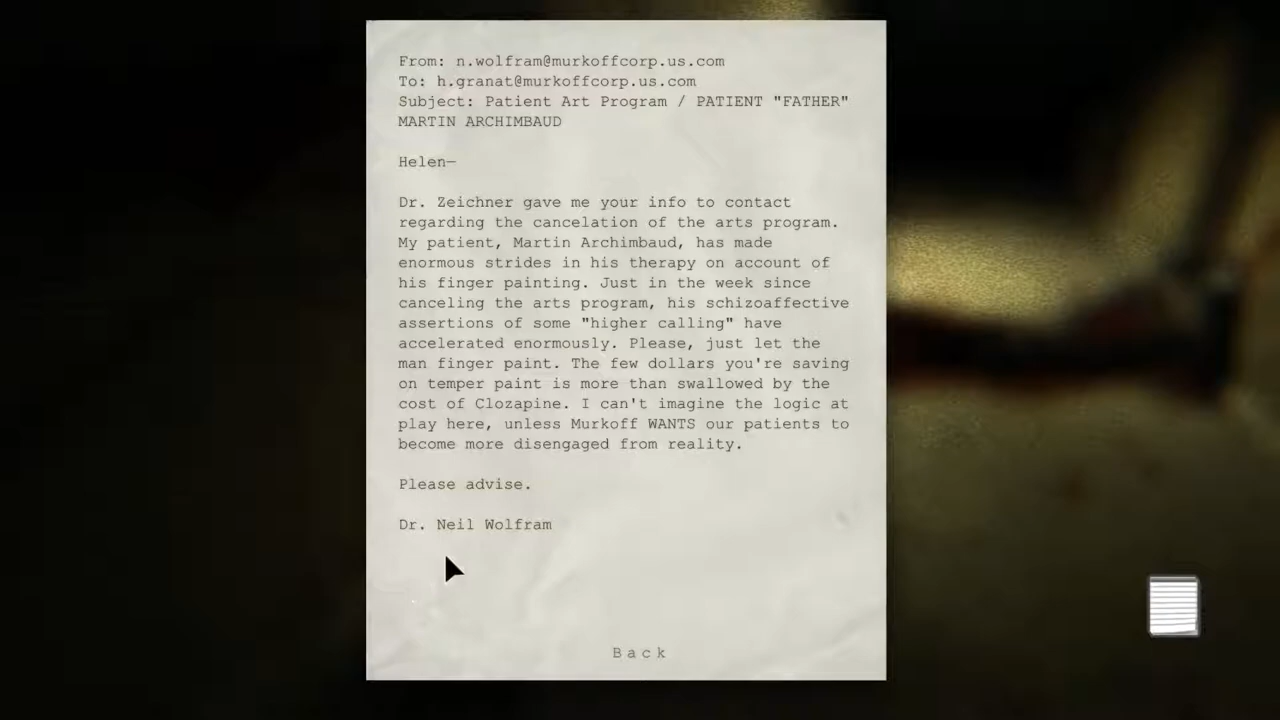 From: n.wolfram@murkoffcorp.us.com
To: h.granat@murkoffcorp.us.com
Subject: Patient Art Program / PATIENT "FATHER"
MARTIN ARCHIMBAUD
Helen—
Dr. Zeichner gave me your info to contact
regarding the cancelation of the arts program.
My patient, Martin Archimbaud, has made
enormous strides in his therapy on account of
his finger painting. Just in the week since
canceling the arts program, his schizoaffective
assertions of some "higher calling" have
accelerated enormously. Please, just let the
man finger paint. The few dollars you're saving
on temper paint is more than swallowed by the
cost of Clozapine. I can't imagine the logic at
play here, unless Murkoff WANTS our patients to
become more disengaged from reality.
Please advise.
Dr. Neil Wolfram
Back